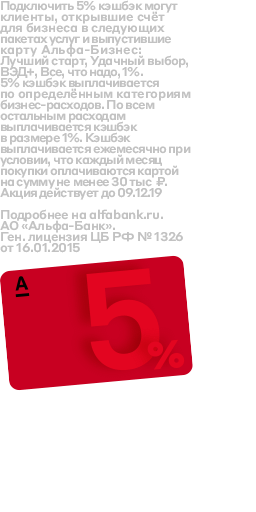 Подключить 5% кэшбэк могут
клиенты, открывшие счёт
для бизнеса в следующих
пакетах услуг и выпустившие
карту Альфа-Бизнес:
Лучший старт, Удачный выбор,
ВЭД+, Все, что надо, 1%.
5% кэшбэк выплачивается
по определённым категориям
бизнес-расходов. По всем
остальным расходам
выплачивается кэшбэк
в размере 1%. Кэшбэк
выплачивается ежемесячно при
условии, что каждый месяц
покупки оплачиваются картой
на сумму не менее 30 тыс ₽.
Акция действует до 09.12.19
Подробнее на alfabank.ru.
АО «Альфа-Банк».
Ген. лицензия ЦБ РФ № 1326
от 16.01.2015
А
5%